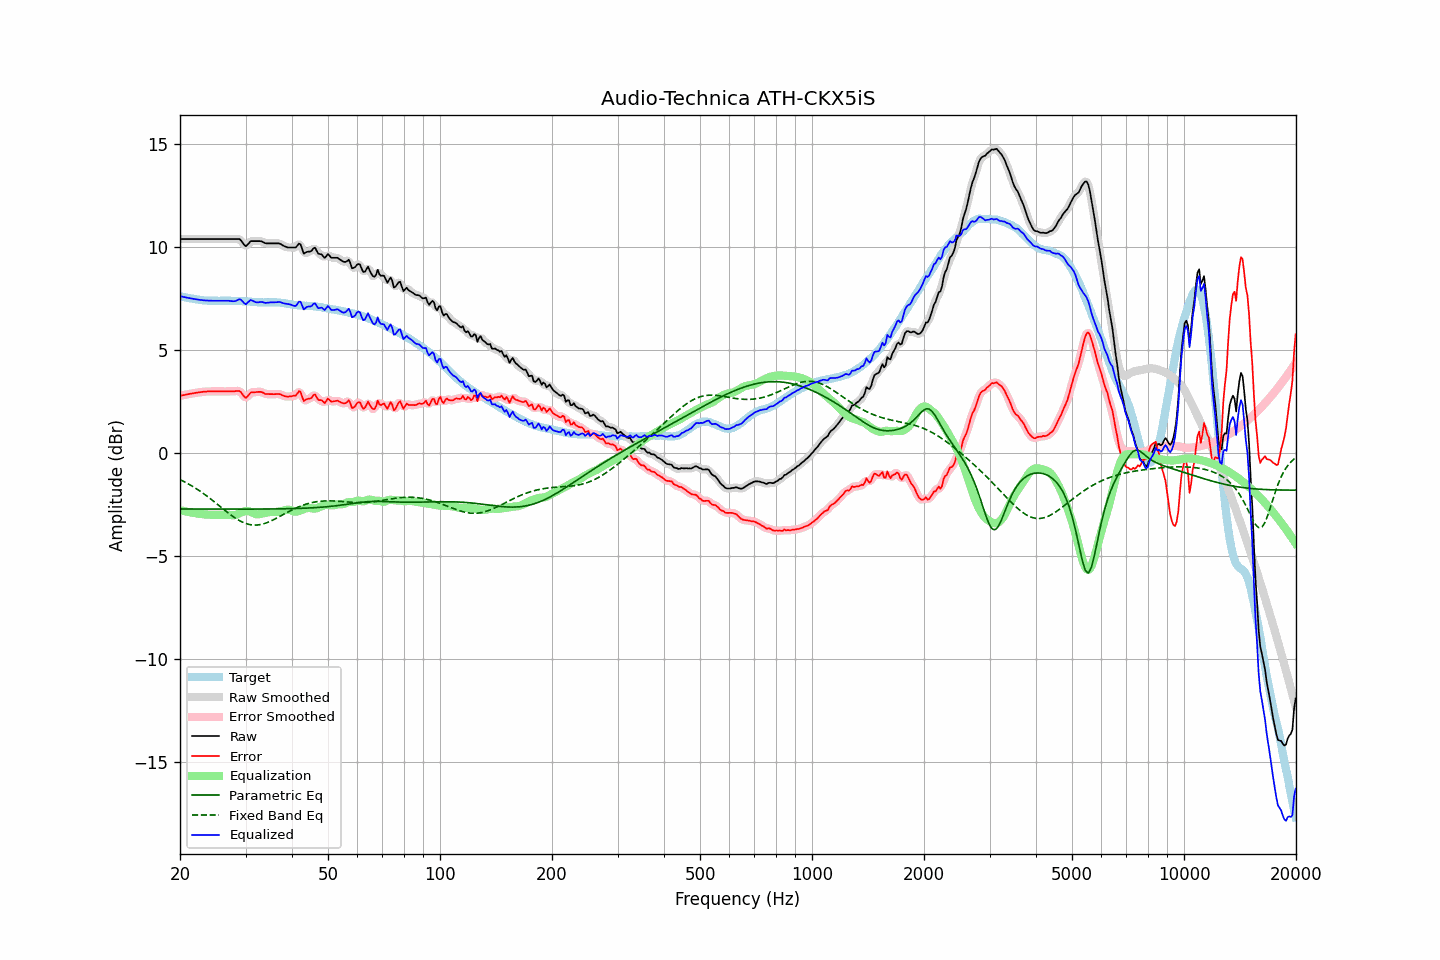 Audio-Technica ATH-CKX5iS
Amplitude (dBr)
15
10
5
0
−5
−10
−15
Target
Raw Smoothed
Error Smoothed
Raw
Error
Equalization
Parametric Eq
Fixed Band Eq
Equalized
20 50 100 200 500 1000 2000 5000 10000 20000
Frequency (Hz)